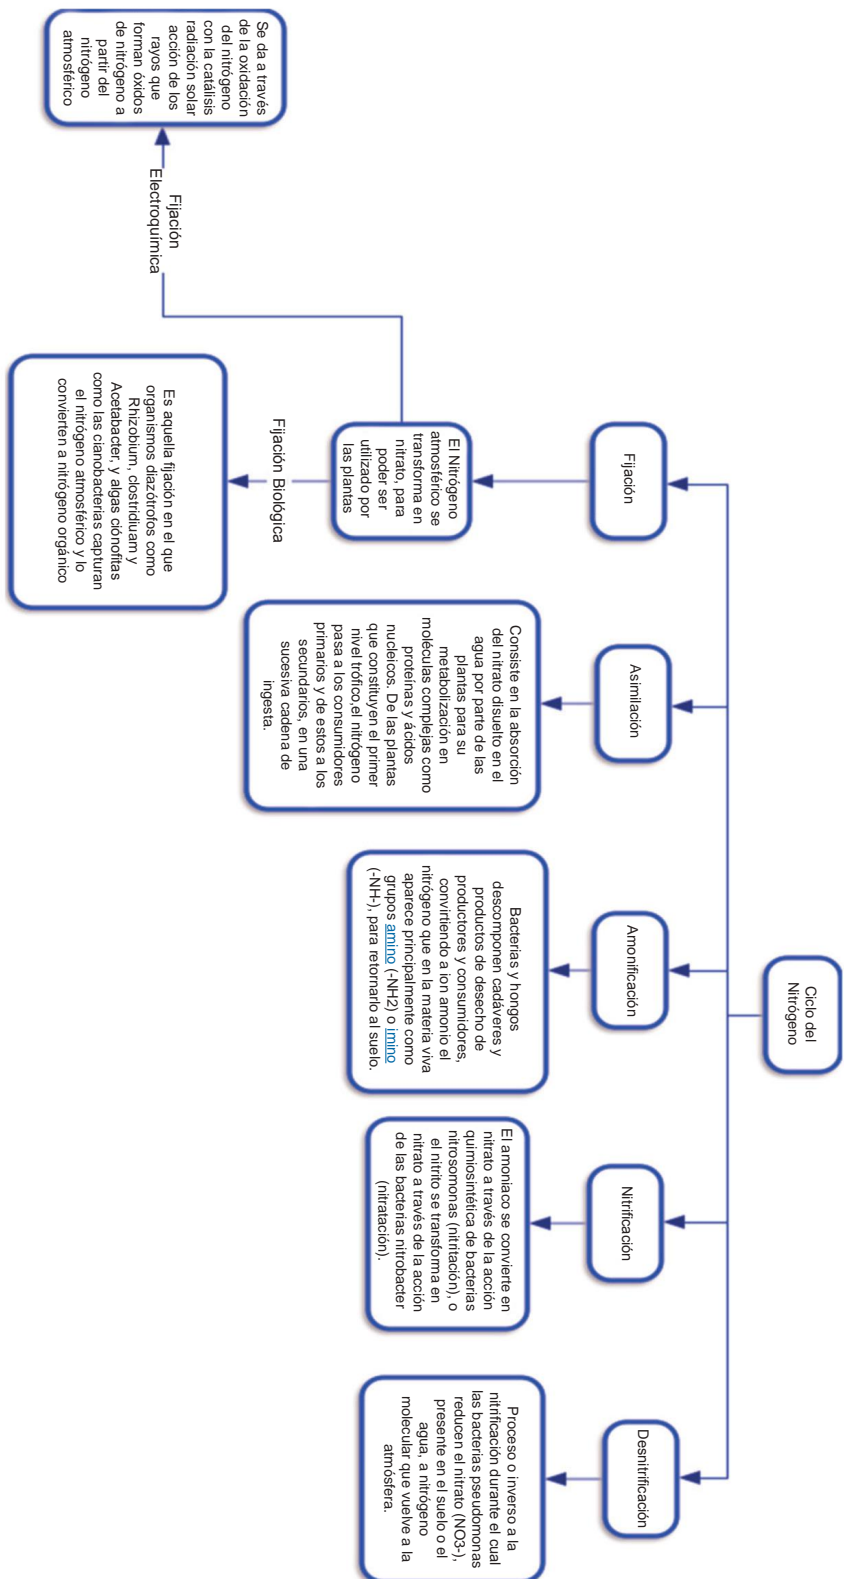 Ciclo del
Nitrógeno
Fijación
Asimilación
Amonificación
Nitrificación
Desnitrificación
El Nitrógeno
atmosférico se
transforma en
nitrato, para
poder ser
utilizado por
las plantas
Fijación
Electroquímica
Se da a través
de la oxidación
del nitrógeno
con la catálisis
radiación solar
acción de los
rayos que
forman óxidos
de nitrógeno a
partir del
nitrógeno
atmosférico
Fijación Biológica
Es aquella fijación en el que
organismos diazótrofos como
Rhizobium, clostridiuam y
Acetabacter, y algas ciónofitas
como las cianobacterias capturan
el nitrógeno atmosférico y lo
convierten a nitrógeno orgánico
Consiste en la absorción
del nitrato disuelto en el
agua por parte de las
plantas para su
metabolización en
moléculas complejas como
proteínas y ácidos
nucleicos. De las plantas
que constituyen el primer
nivel trófico,el nitrógeno
pasa a los consumidores
primarios y de estos a los
secundarios, en una
sucesiva cadena de
ingesta.
Bacterias y hongos
descomponen cadáveres y
productos de desecho de
productores y consumidores,
convirtiendo a ion amonio el
nitrógeno que en la materia viva
aparece principalmente como
grupos amino (-NH2) o imino
(-NH-), para retornarlo al suelo.
El amoniaco se convierte en
nitrato a través de la acción
quimiosintética de bacterias
nitrosomonas (nitritación), o
el nitrito se transforma en
nitrato a través de la acción
de las bacterias nitrobacter
(nitratación).
Proceso o inverso a la
nitrificación durante el cual
las bacterias pseudomonas
reducen el nitrato (NO3-),
presente en el suelo o el
agua, a nitrógeno
molecular que vuelve a la
atmósfera.